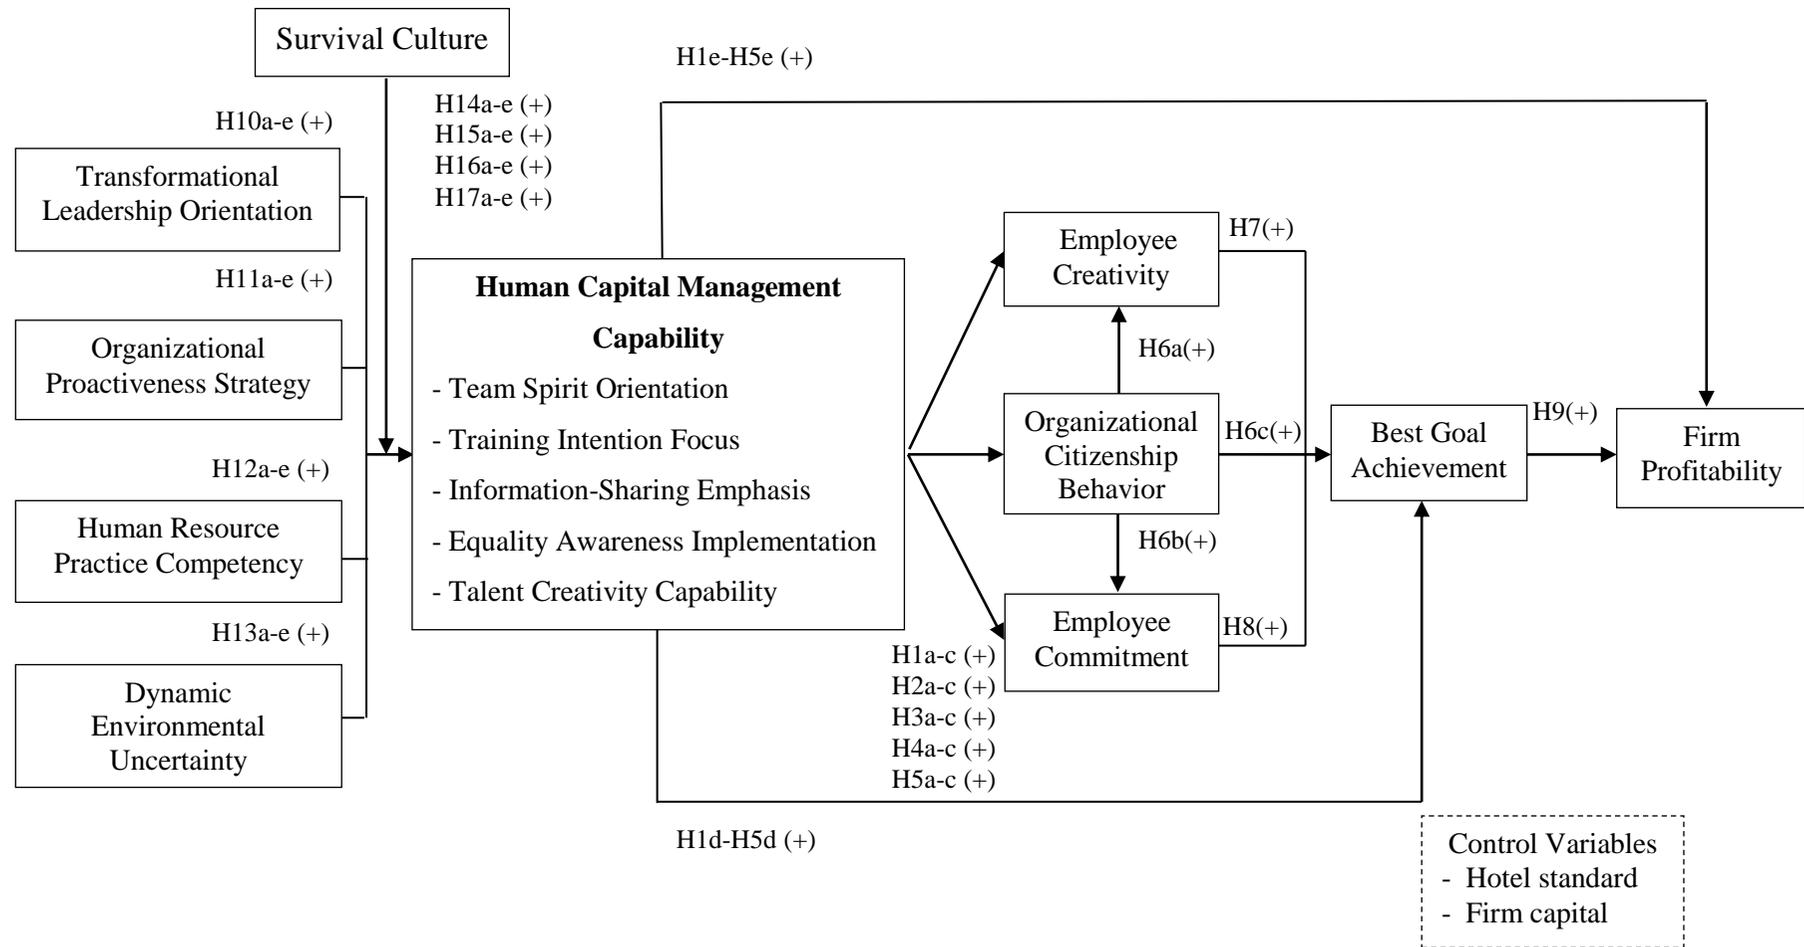 Survival Culture
H1e-H5e (+)
H10a-e (+)
H14a-e (+)
H15a-e (+)
H16a-e (+)
H17a-e (+)
Transformational
Leadership Orientation
H11a-e (+)
Organizational
Proactiveness Strategy
H12a-e (+)
Human Resource
Practice Competency
H13a-e (+)
Dynamic
Environmental
Uncertainty
Human Capital Management
Capability
- Team Spirit Orientation
- Training Intention Focus
- Information-Sharing Emphasis
- Equality Awareness Implementation
- Talent Creativity Capability
Employee
Creativity
H7(+)
H6a(+)
Organizational
Citizenship
Behavior
H6c(+)
H6b(+)
Employee
Commitment
H8(+)
H1a-c (+)
H2a-c (+)
H3a-c (+)
H4a-c (+)
H5a-c (+)
Best Goal
Achievement
H9(+)
Firm
Profitability
H1d-H5d (+)
Control Variables
- Hotel standard
- Firm capital